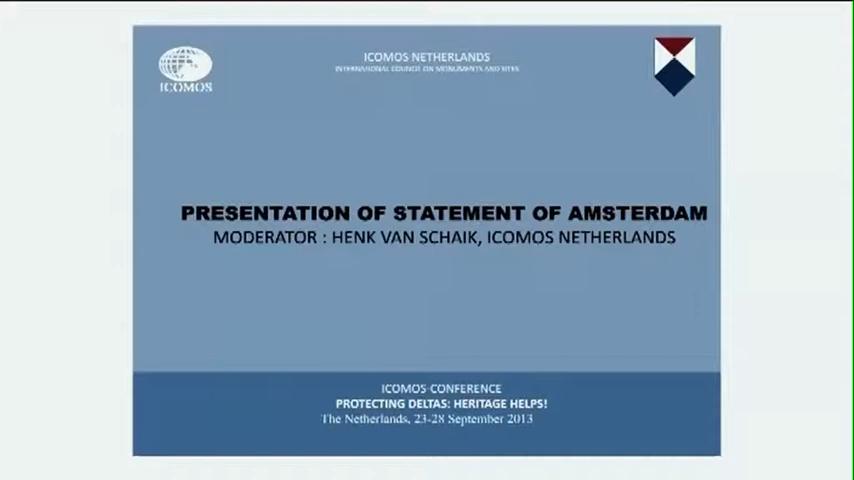 ICOMOS NETHERLANDS
INTERNATIONAL COUNCIL ON MONUMENTS AND SITES
ICOMOS
PRESENTATION OF STATEMENT OF AMSTERDAM
MODERATOR : HENK VAN SCHAIK, ICOMOS NETHERLANDS
ICOMOS CONFERENCE
PROTECTING DELTAS: HERITAGE HELPS!
The Netherlands, 23-28 September 2013